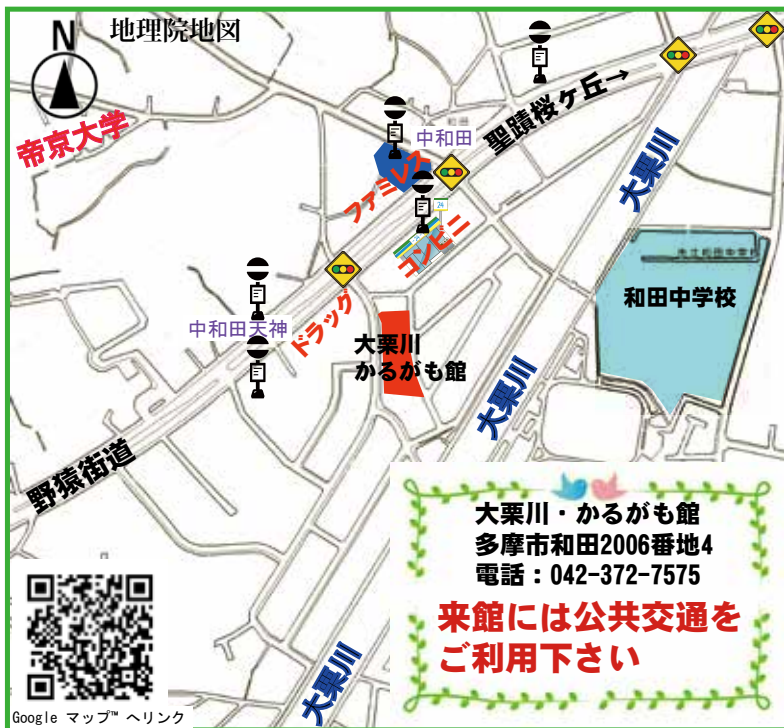 N
地理院地図
帝京大学
聖蹟桜ヶ丘→
中和田
ファミレス
24
コンビニ
大栗川
和田中学校
中和田天神
ドラッグ
大栗川
かるがも館
大栗川
野猿街道
大栗川
大栗川・かるがも館
多摩市和田2006番地4
電話：042-372-7575
来館には公共交通を
ご利用下さい
Google マップ™ へリンク